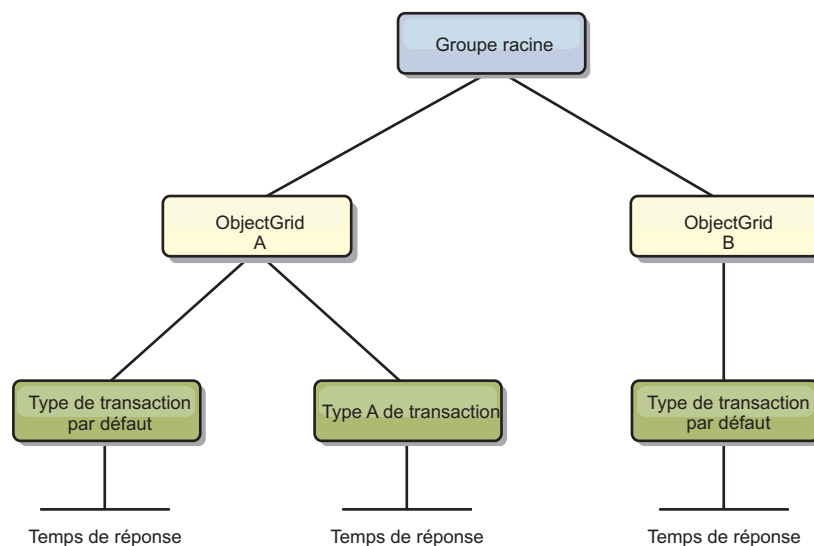 Groupe racine
ObjectGrid
A
ObjectGrid
B
Type de transaction
par défaut
Type A de transaction
Type de transaction
par défaut
Temps de réponse
Temps de réponse
Temps de réponse